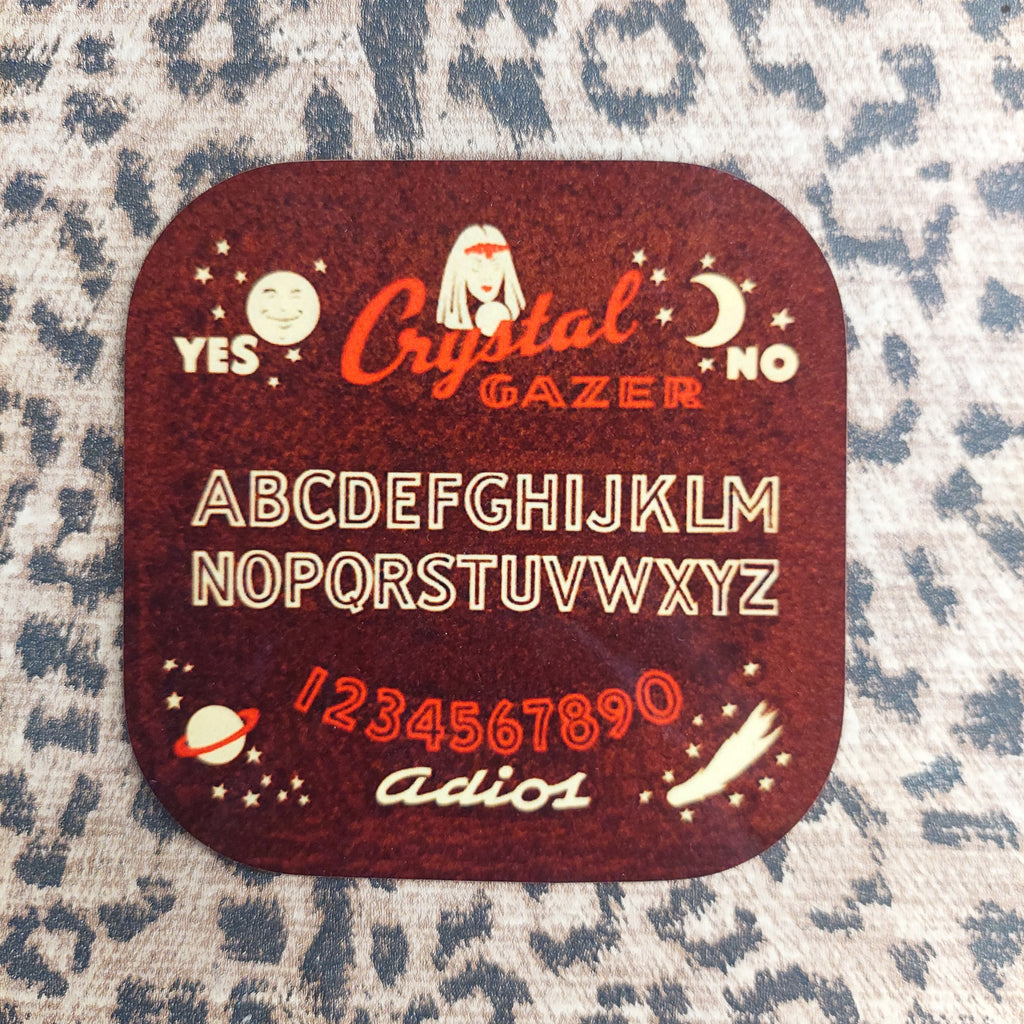 YES
Crystal
GAZER
NO
ABCDEFGHIJKLM
NOPQRSTUVWXYZ
1234567890
adios